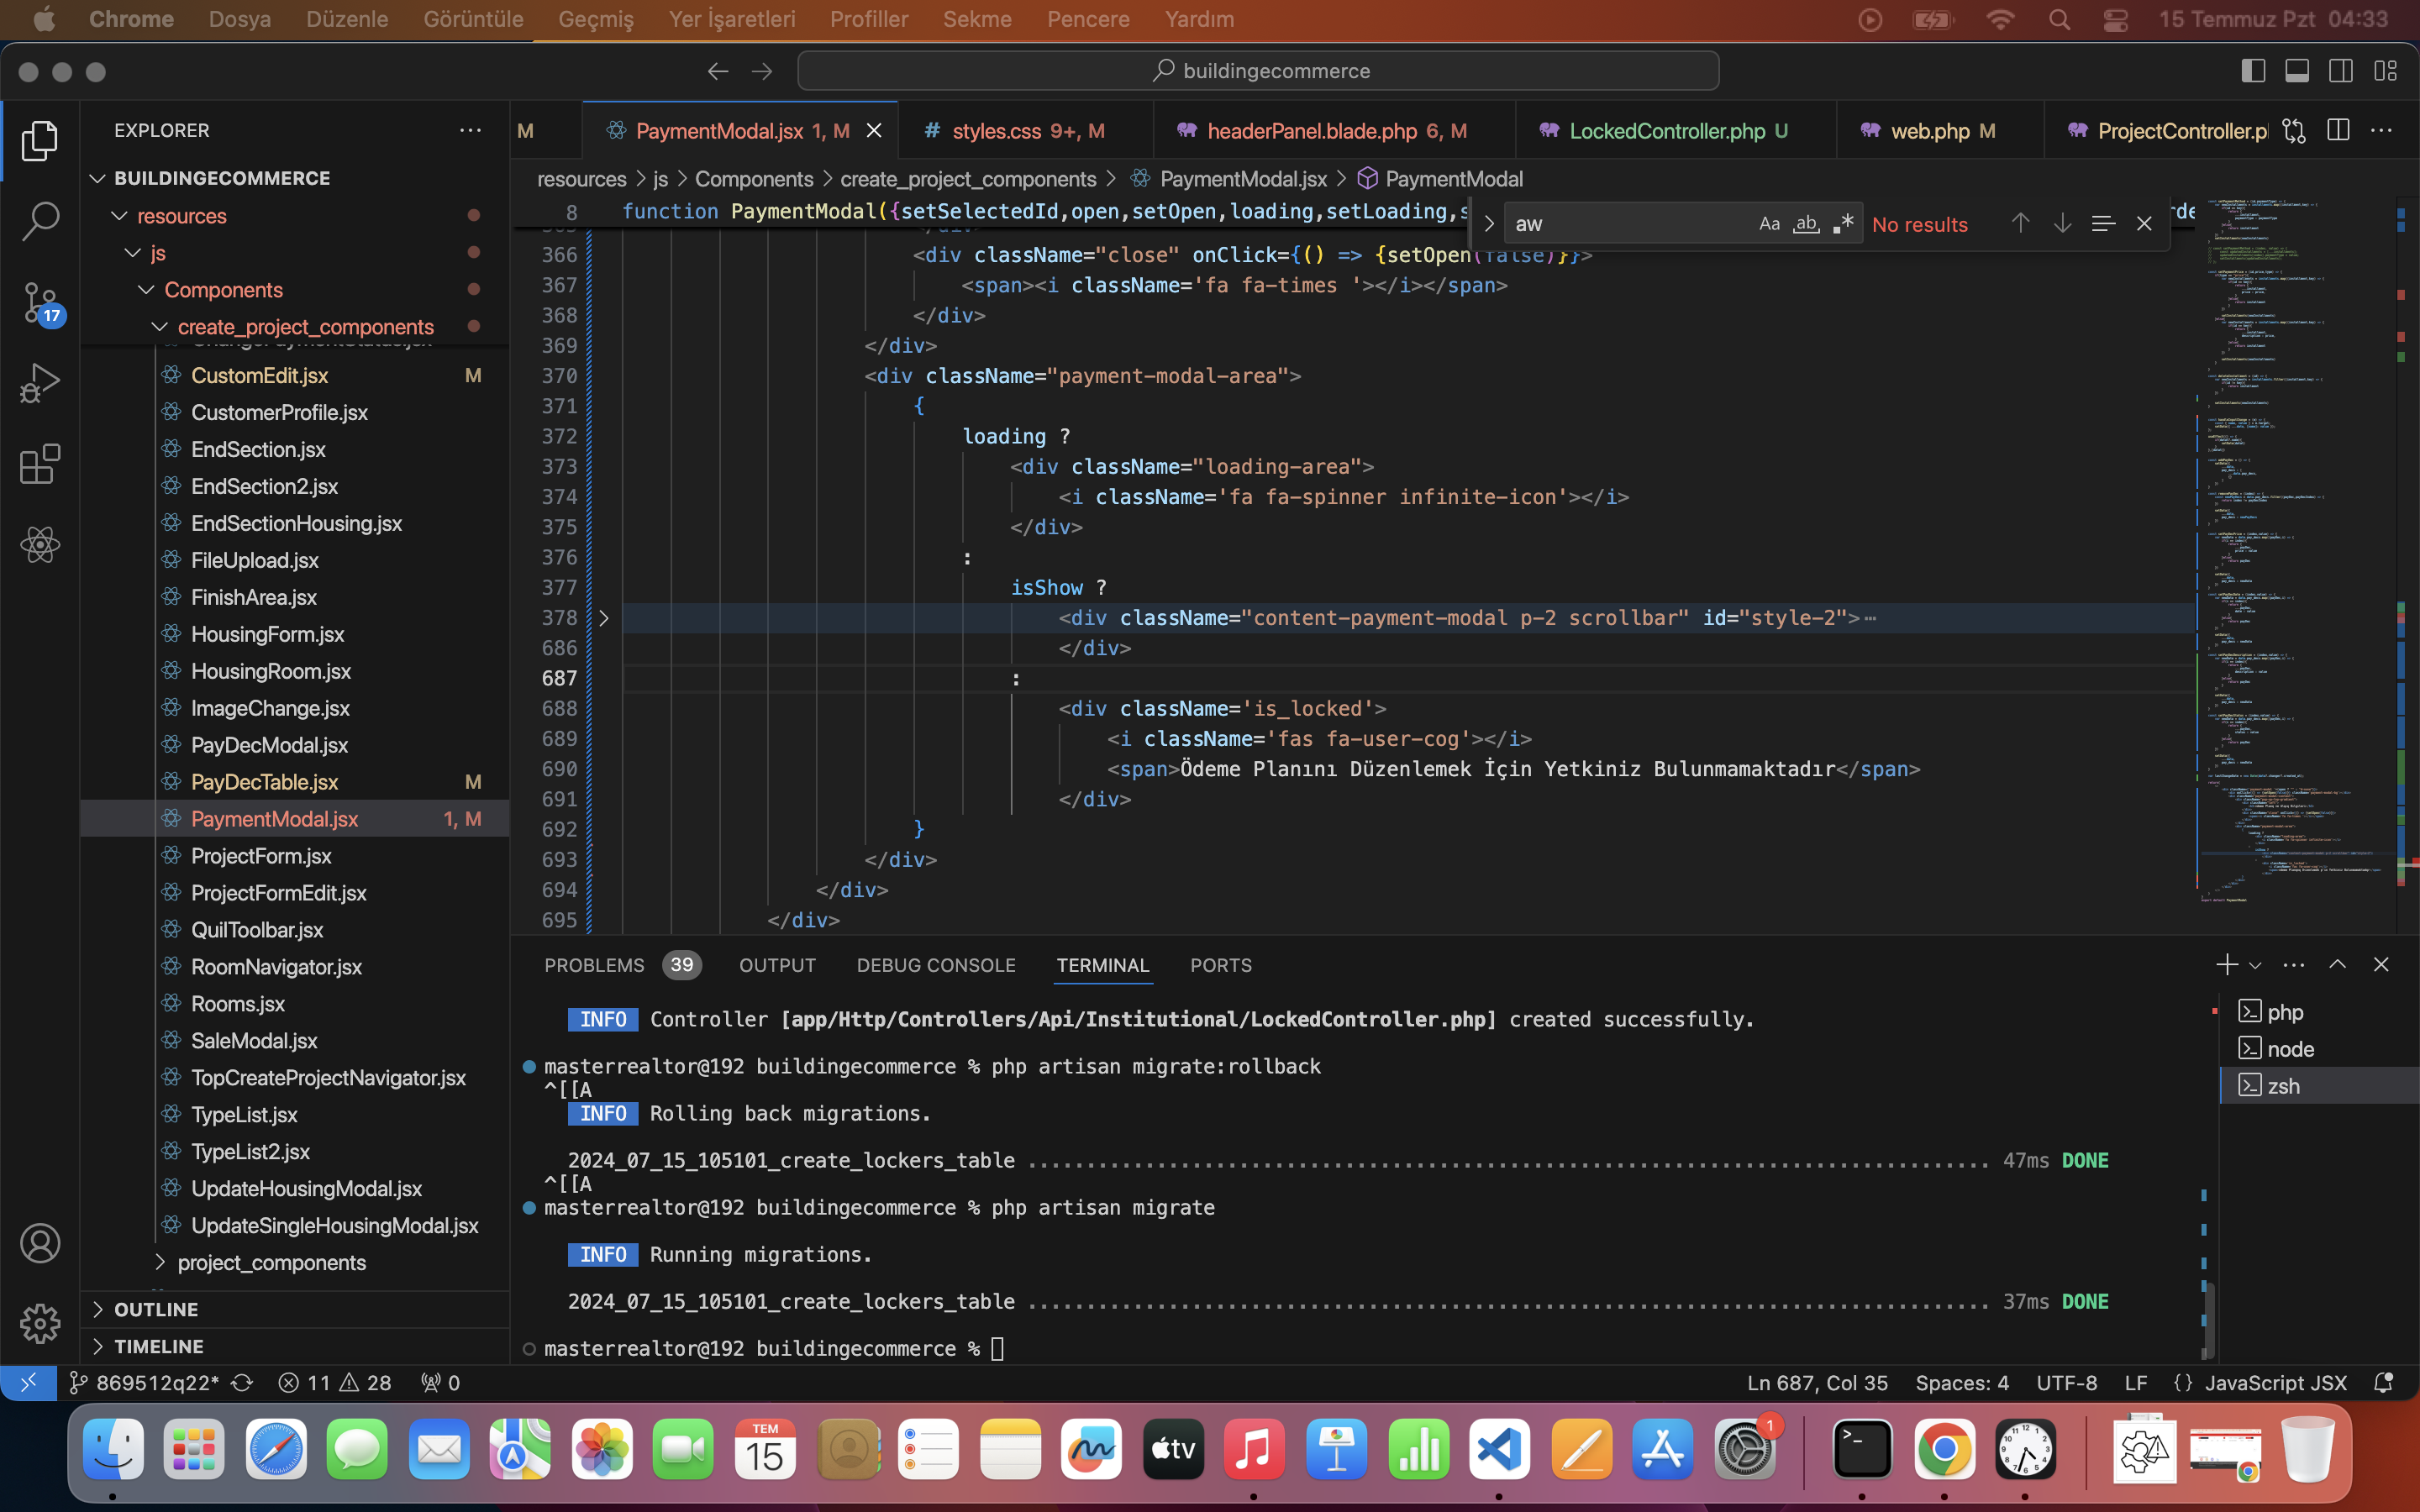 Chrome Dosya Düzenle Görüntüle Geçmiş Yer İşaretleri Profiller Sekme Pencere Yardım 15 Temmuz Pzt 04:33
buildingecommerce
EXPLORER
M PaymentModal.jsx 1, M styles.css 9+, M headerPanel.blade.php 6, M LockedController.php U web.php M ProjectController.p
resources > js > Components > create_project_components > PaymentModal.jsx > PaymentModal
BUILDINGECOMMERCE
resources
js
Components
create_project_components
CustomEdit.jsx M
CustomerProfile.jsx
EndSection.jsx
EndSection2.jsx
EndSectionHousing.jsx
FileUpload.jsx
FinishArea.jsx
HousingForm.jsx
HousingRoom.jsx
ImageChange.jsx
PayDecModal.jsx
PayDecTable.jsx M
PaymentModal.jsx 1, M
ProjectForm.jsx
ProjectFormEdit.jsx
QuilToolbar.jsx
RoomNavigator.jsx
Rooms.jsx
SaleModal.jsx
TopCreateProjectNavigator.jsx
TypeList.jsx
TypeList2.jsx
UpdateHousingModal.jsx
UpdateSingleHousingModal.jsx
project_components
OUTLINE
TIMELINE
17
8 function PaymentModal({setSelectedId,open,setOpen,loading,setLoading,s
aw Aa ab No results
366 <div className="close" onClick={() => {setOpen(false)}}>
367 <span><i className='fa fa-times '></i></span>
368 </div>
369 </div>
370 <div className="payment-modal-area">
371 {
372 loading ?
373 <div className="loading-area">
374 <i className='fa fa-spinner infinite-icon'></i>
375 </div>
376 :
377 isShow ?
378 <div className="content-payment-modal p-2 scrollbar" id="style-2">⋯
686 </div>
687 :
688 <div className='is_locked'>
689 <i className='fas fa-user-cog'></i>
690 <span>Ödeme Planını Düzenlemek İçin Yetkiniz Bulunmamaktadır</span>
691 </div>
692 }
693 </div>
694 </div>
695 </div>
PROBLEMS 39 OUTPUT DEBUG CONSOLE TERMINAL PORTS
INFO Controller [app/Http/Controllers/Api/Institutional/LockedController.php] created successfully.
masterrealtor@192 buildingecommerce % php artisan migrate:rollback
^[[A
INFO Rolling back migrations.
2024_07_15_105101_create_lockers_table ................................................................................ 47ms DONE
^[[A
masterrealtor@192 buildingecommerce % php artisan migrate
INFO Running migrations.
2024_07_15_105101_create_lockers_table ................................................................................ 37ms DONE
masterrealtor@192 buildingecommerce %
php
node
zsh
869512q22* 11 28 0 Ln 687, Col 35 Spaces: 4 UTF-8 LF {} JavaScript JSX
TEM
15
tv
1